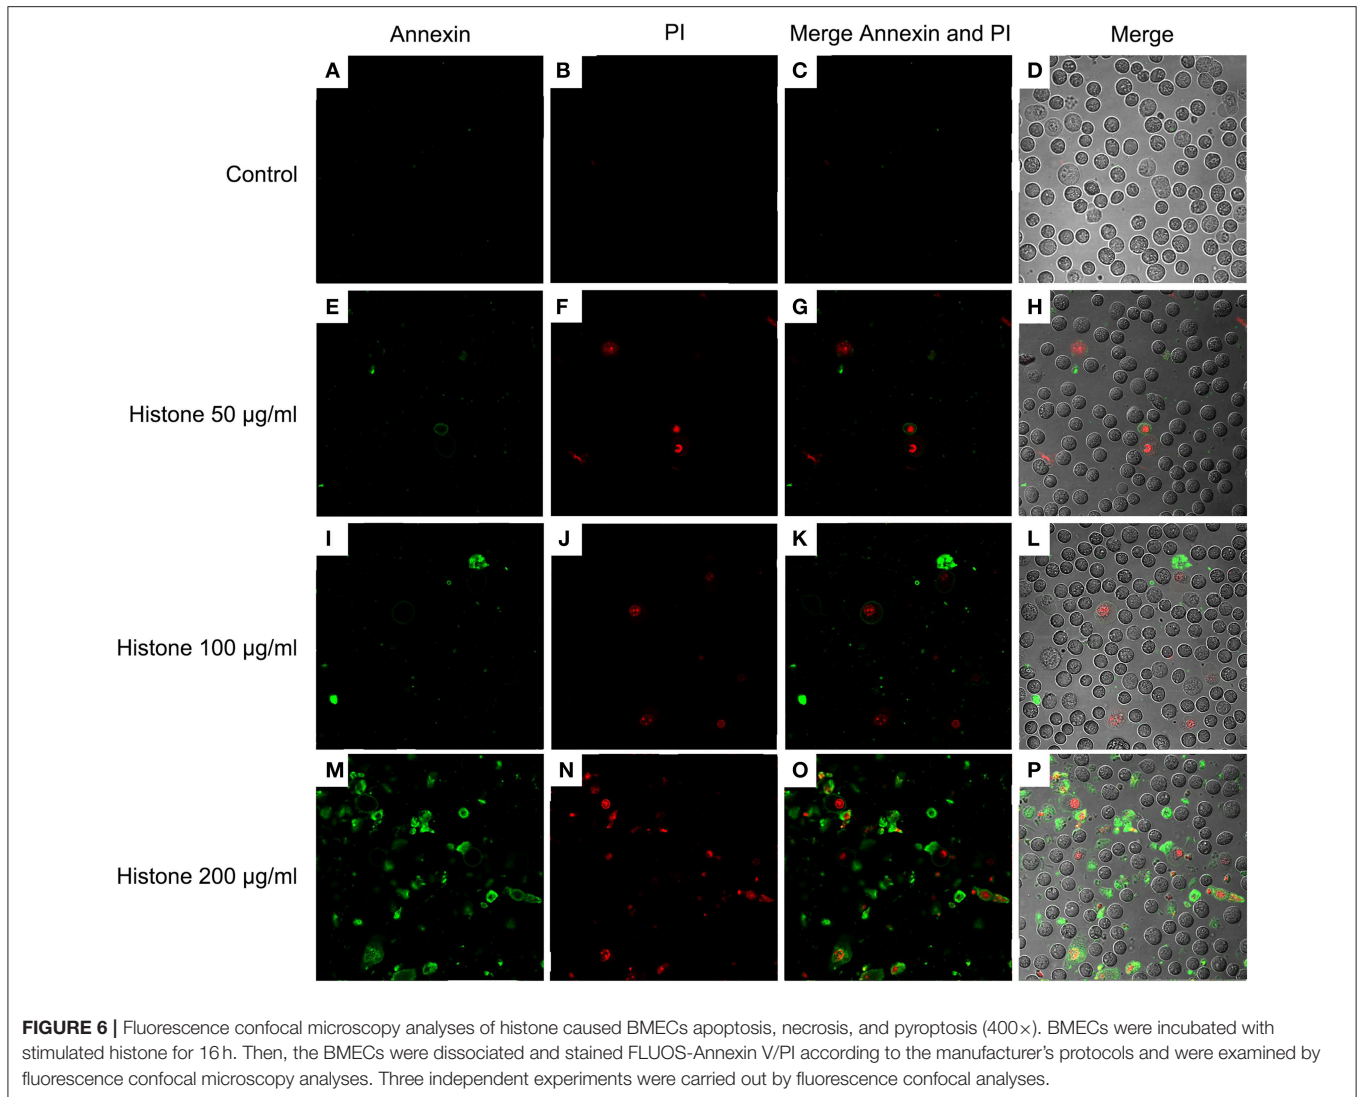 Annexin PI Merge Annexin and PI Merge
A B C D
Control
E F G H
Histone 50 µg/ml
I J K L
Histone 100 µg/ml
M N O P
Histone 200 µg/ml
FIGURE 6 | Fluorescence confocal microscopy analyses of histone caused BMECs apoptosis, necrosis, and pyroptosis (400×). BMECs were incubated with
stimulated histone for 16 h. Then, the BMECs were dissociated and stained FLUOS-Annexin V/PI according to the manufacturer's protocols and were examined by
fluorescence confocal microscopy analyses. Three independent experiments were carried out by fluorescence confocal analyses.